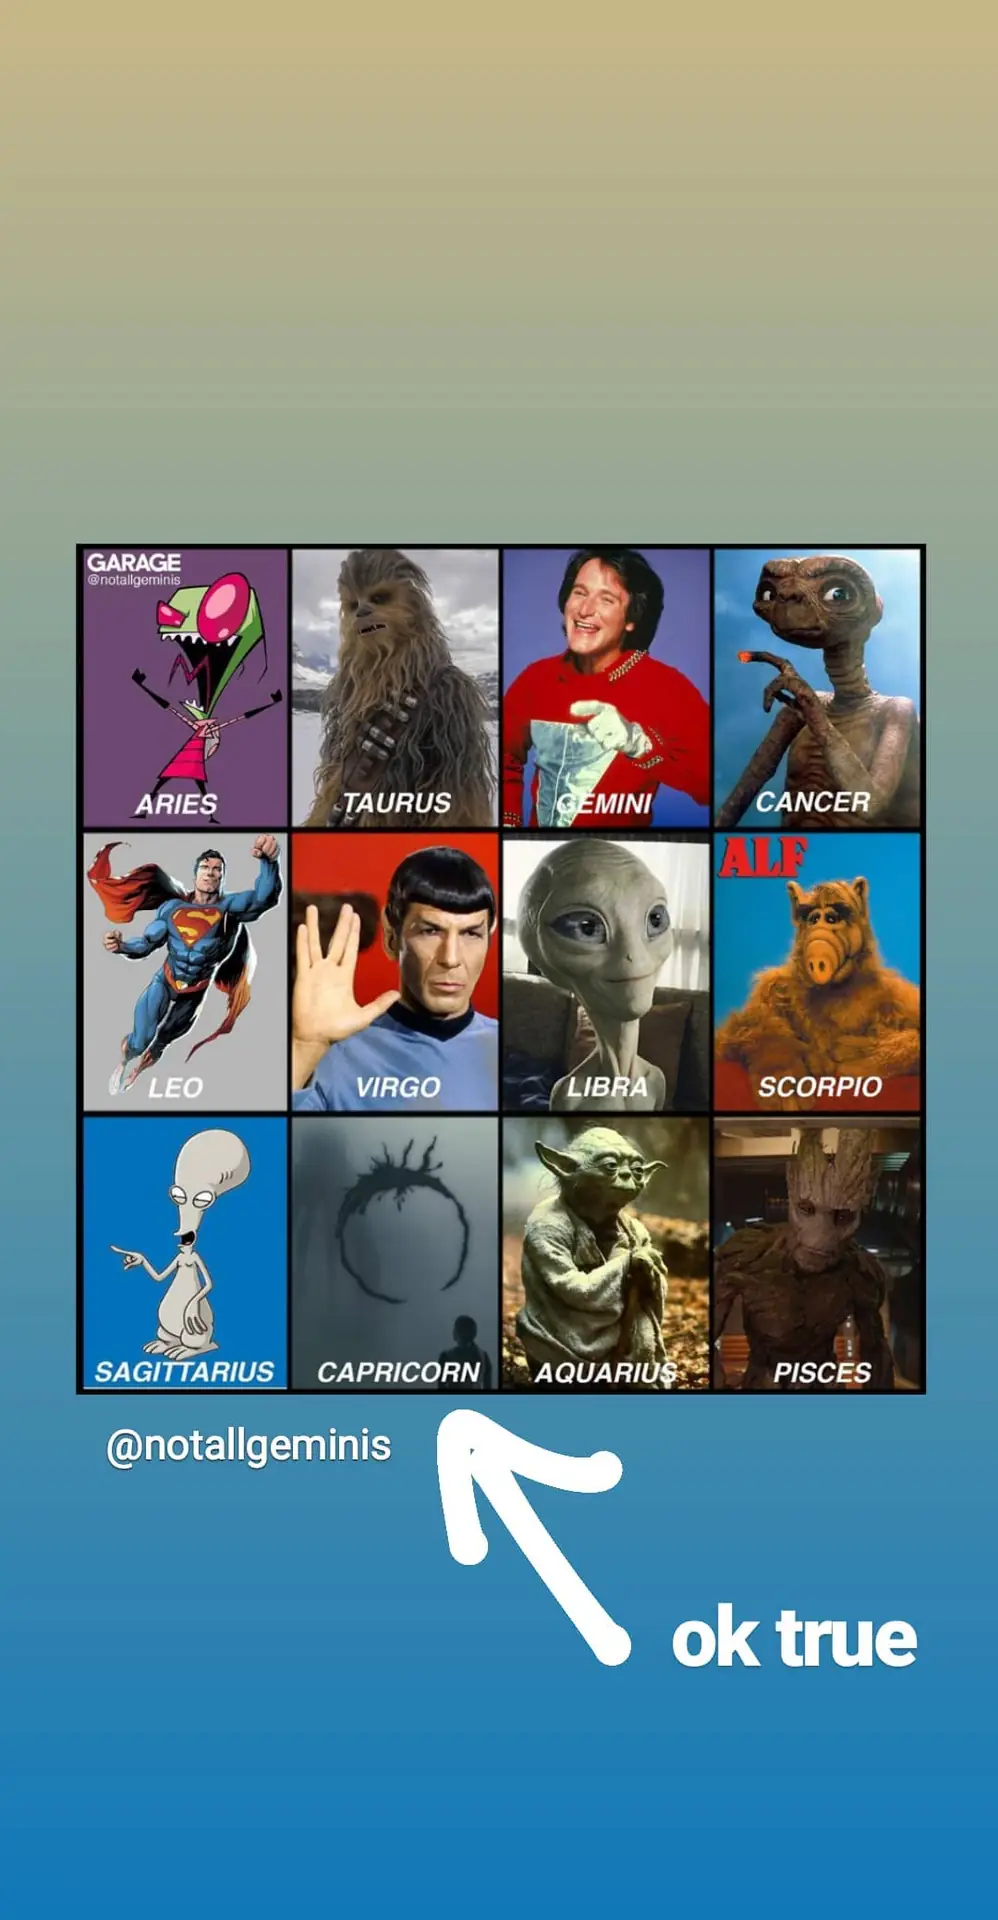 GARAGE
@notallgeminis
ARIES
TAURUS
GEMINI
CANCER
ALF
LEO
VIRGO
LIBRA
SCORPIO
SAGITTARIUS
CAPRICORN
AQUARIUS
PISCES
@notallgeminis
ok true